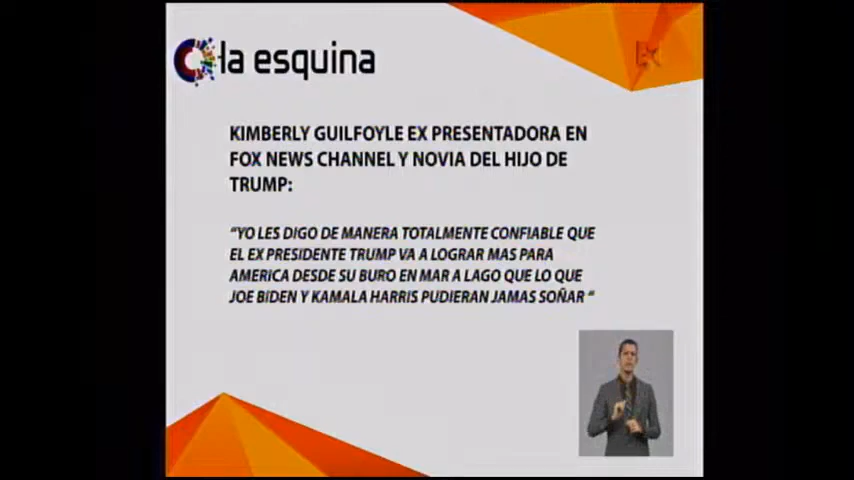 la esquina
KIMBERLY GUILFOYLE EX PRESENTADORA EN
FOX NEWS CHANNEL Y NOVIA DEL HIJO DE
TRUMP:
"YO LES DIGO DE MANERA TOTALMENTE CONFIABLE QUE
EL EX PRESIDENTE TRUMP VA A LOGRAR MAS PARA
AMERICA DESDE SU BURO EN MAR A LAGO QUE LO QUE
JOE BIDEN Y KAMALA HARRIS PUDIERAN JAMAS SOÑAR "